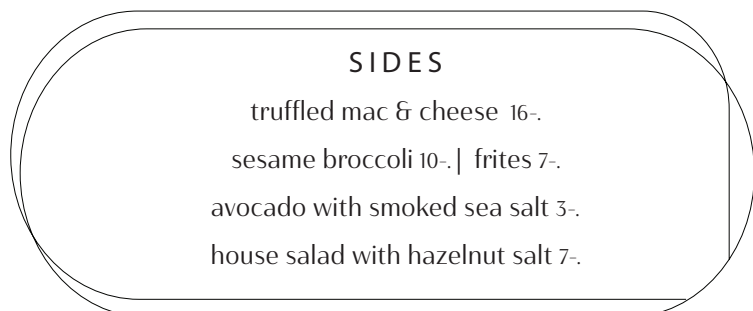 SIDES
truffled mac & cheese 16-.
sesame broccoli 10-. | frites 7-.
avocado with smoked sea salt 3-.
house salad with hazelnut salt 7-.